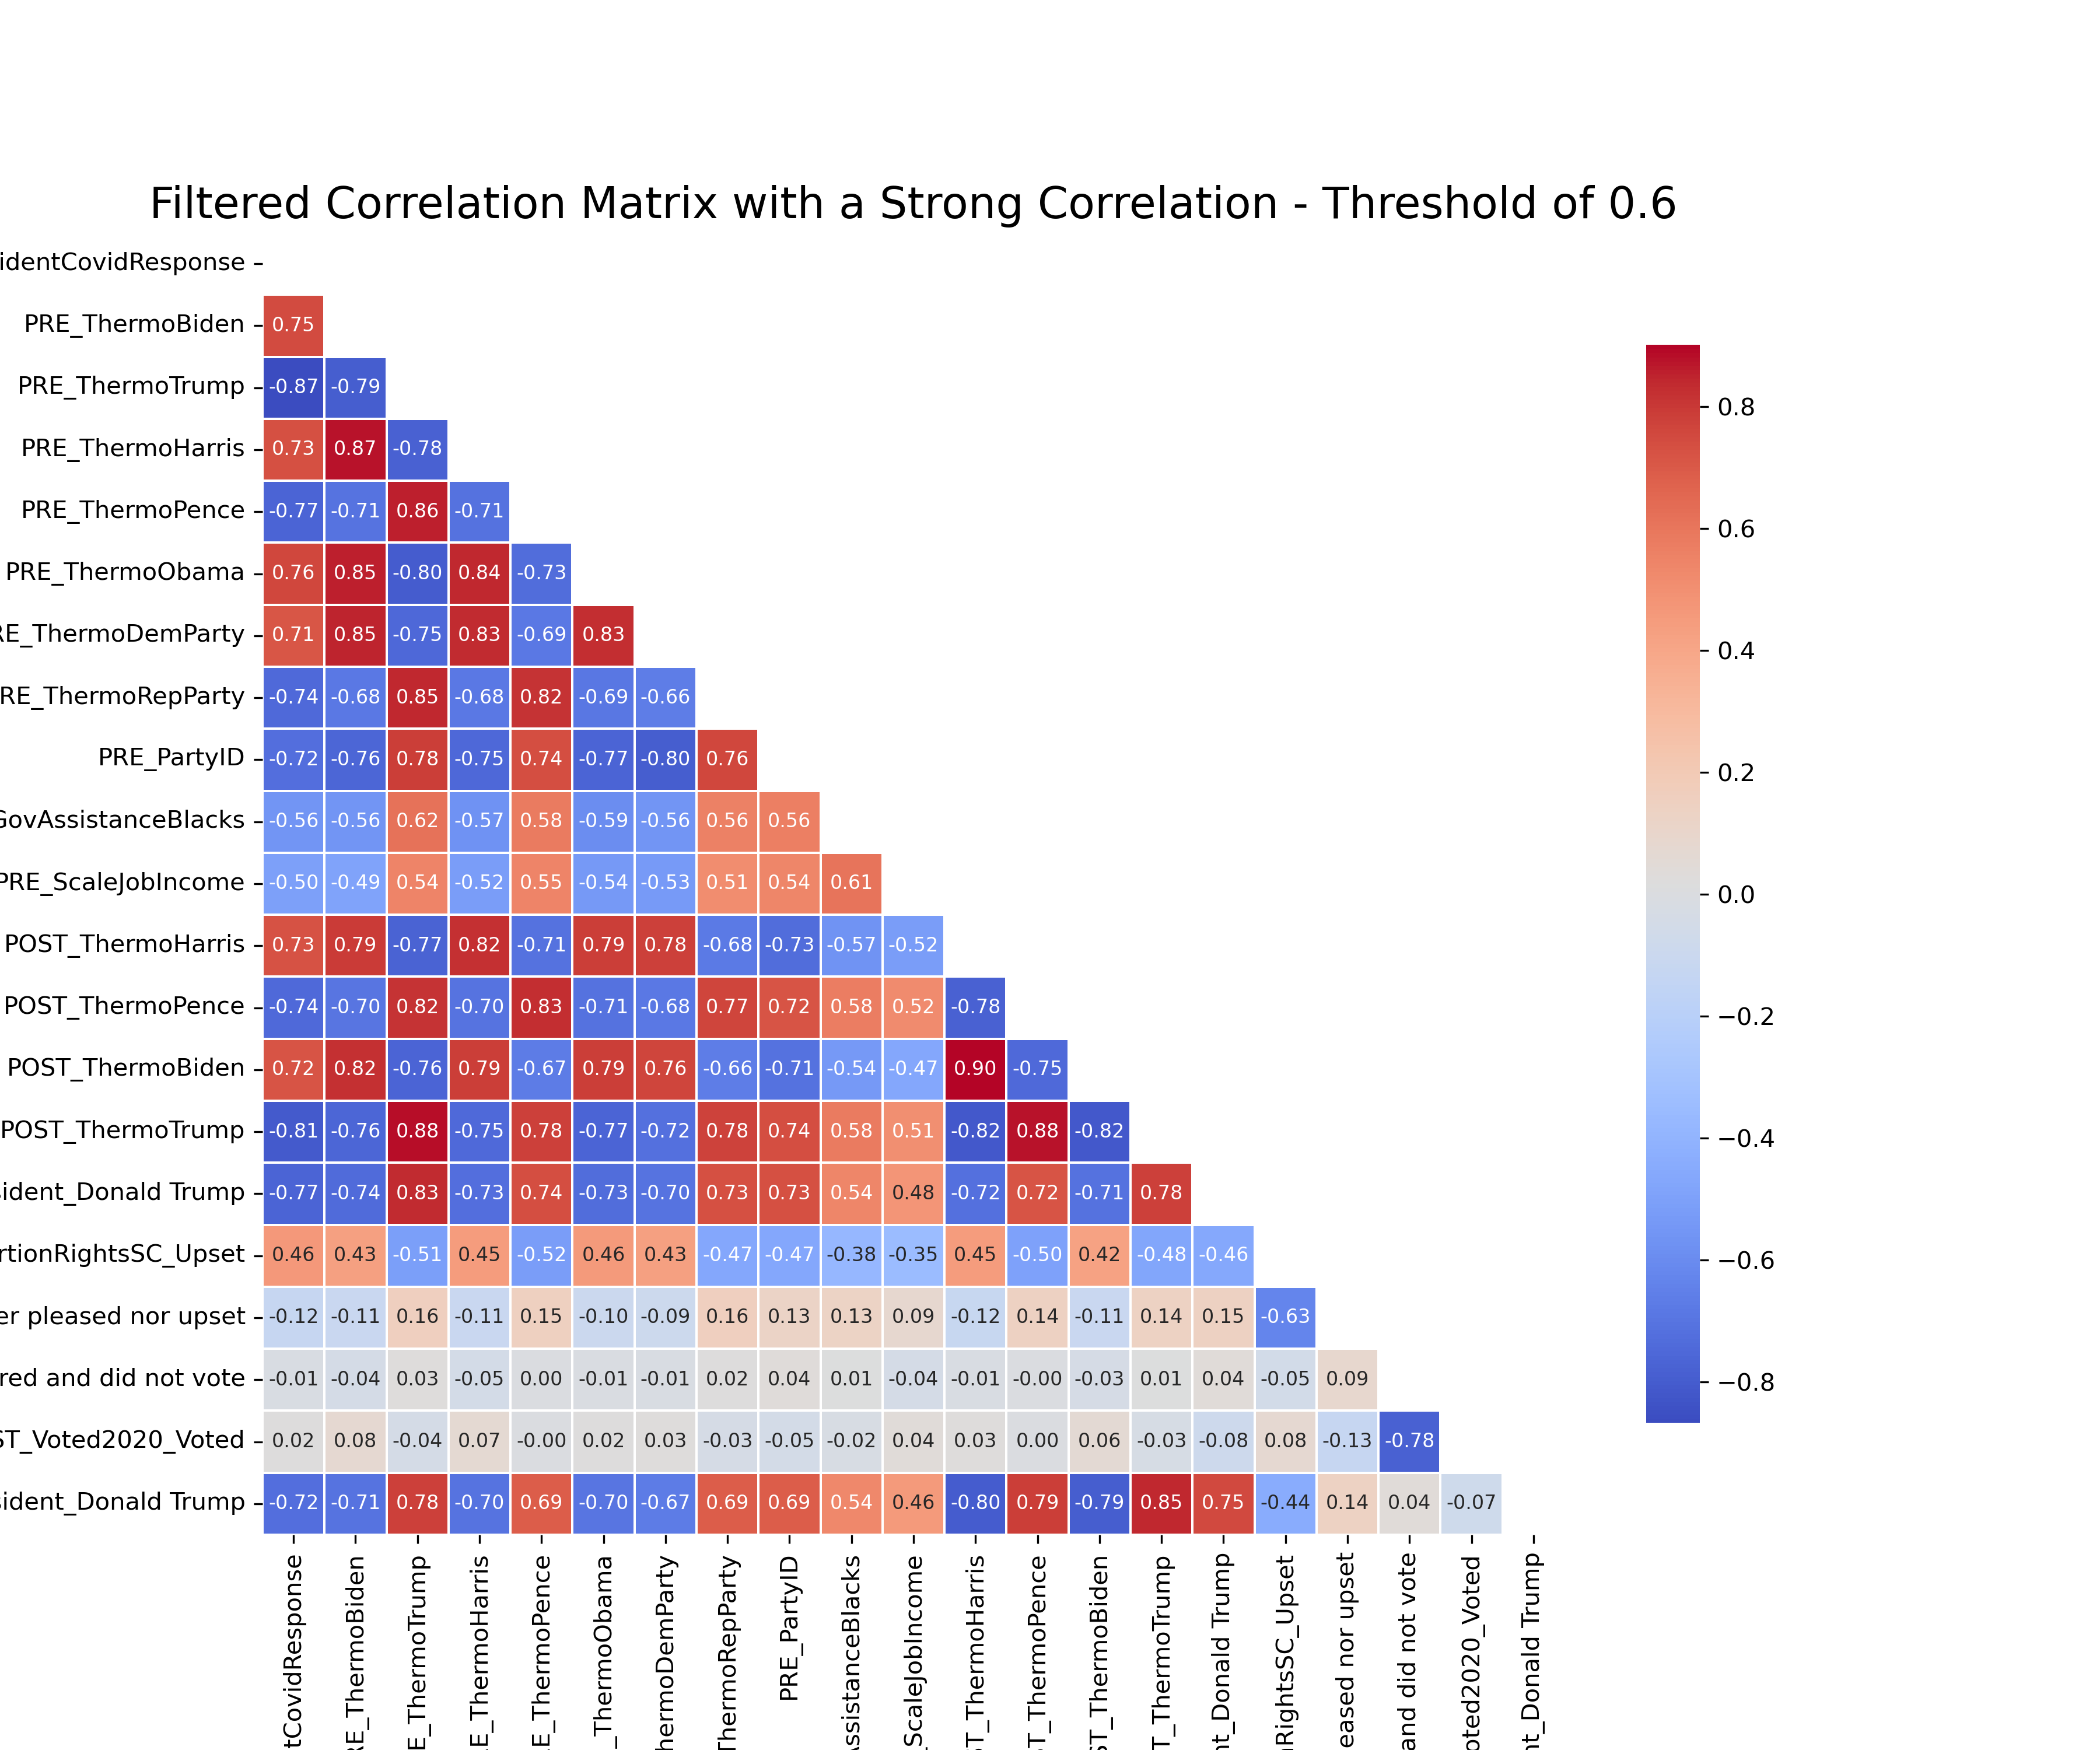 Filtered Correlation Matrix with a Strong Correlation - Threshold of 0.6
identCovidResponse
PRE_ThermoBiden 0.75
PRE_ThermoTrump -0.87 -0.79
PRE_ThermoHarris 0.73 0.87 -0.78
PRE_ThermoPence -0.77 -0.71 0.86 -0.71
PRE_ThermoObama 0.76 0.85 -0.80 0.84 -0.73
RE_ThermoDemParty 0.71 0.85 -0.75 0.83 -0.69 0.83
RE_ThermoRepParty -0.74 -0.68 0.85 -0.68 0.82 -0.69 -0.66
PRE_PartyID -0.72 -0.76 0.78 -0.75 0.74 -0.77 -0.80 0.76
GovAssistanceBlacks -0.56 -0.56 0.62 -0.57 0.58 -0.59 -0.56 0.56 0.56
PRE_ScaleJobIncome -0.50 -0.49 0.54 -0.52 0.55 -0.54 -0.53 0.51 0.54 0.61
POST_ThermoHarris 0.73 0.79 -0.77 0.82 -0.71 0.79 0.78 -0.68 -0.73 -0.57 -0.52
POST_ThermoPence -0.74 -0.70 0.82 -0.70 0.83 -0.71 -0.68 0.77 0.72 0.58 0.52 -0.78
POST_ThermoBiden 0.72 0.82 -0.76 0.79 -0.67 0.79 0.76 -0.66 -0.71 -0.54 -0.47 0.90 -0.75
POST_ThermoTrump -0.81 -0.76 0.88 -0.75 0.78 -0.77 -0.72 0.78 0.74 0.58 0.51 -0.82 0.88 -0.82
ident_Donald Trump -0.77 -0.74 0.83 -0.73 0.74 -0.73 -0.70 0.73 0.73 0.54 0.48 -0.72 0.72 -0.71 0.78
rtionRightsSC_Upset 0.46 0.43 -0.51 0.45 -0.52 0.46 0.43 -0.47 -0.47 -0.38 -0.35 0.45 -0.50 0.42 -0.48 -0.46
er pleased nor upset -0.12 -0.11 0.16 -0.11 0.15 -0.10 -0.09 0.16 0.13 0.13 0.09 -0.12 0.14 -0.11 0.14 0.15 -0.63
red and did not vote -0.01 -0.04 0.03 -0.05 0.00 -0.01 -0.01 0.02 0.04 0.01 -0.04 -0.01 -0.00 -0.03 0.01 0.04 -0.05 0.09
ST_Voted2020_Voted 0.02 0.08 -0.04 0.07 -0.00 0.02 0.03 -0.03 -0.05 -0.02 0.04 0.03 0.00 0.06 -0.03 -0.08 0.08 -0.13 -0.78
ident_Donald Trump -0.72 -0.71 0.78 -0.70 0.69 -0.70 -0.67 0.69 0.69 0.54 0.46 -0.80 0.79 -0.79 0.85 0.75 -0.44 0.14 0.04 -0.07
tCovidResponse
RE_ThermoBiden
E_ThermoTrump
RE_ThermoHarris
E_ThermoPence
_ThermoObama
hermoDemParty
ThermoRepParty
PRE_PartyID
AssistanceBlacks
_ScaleJobIncome
ST_ThermoHarris
ST_ThermoPence
ST_ThermoBiden
T_ThermoTrump
nt_Donald Trump
nRightsSC_Upset
eased nor upset
and did not vote
oted2020_Voted
nt_Donald Trump
0.8
0.6
0.4
0.2
0.0
−0.2
−0.4
−0.6
−0.8